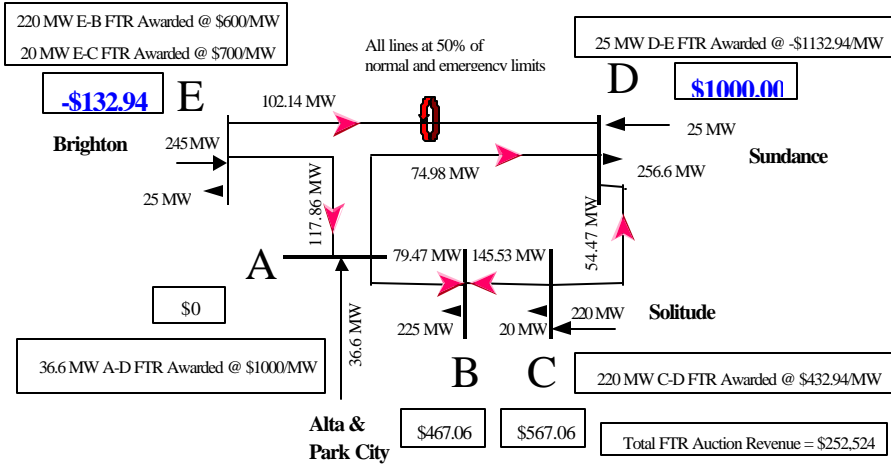 220 MW E-B FTR Awarded @ $600/MW
20 MW E-C FTR Awarded @ $700/MW
All lines at 50% of
normal and emergency limits
25 MW D-E FTR Awarded @ -$1132.94/MW
-$132.94
E
D
$1000.00
102.14 MW
Brighton
245 MW
25 MW
25 MW
Sundance
256.6 MW
74.98 MW
117.86 MW
54.47 MW
A
79.47 MW
145.53 MW
$0
225 MW
20 MW
220 MW
Solitude
36.6 MW
36.6 MW A-D FTR Awarded @ $1000/MW
B
C
220 MW C-D FTR Awarded @ $432.94/MW
Alta &
Park City
$467.06
$567.06
Total FTR Auction Revenue = $252,524